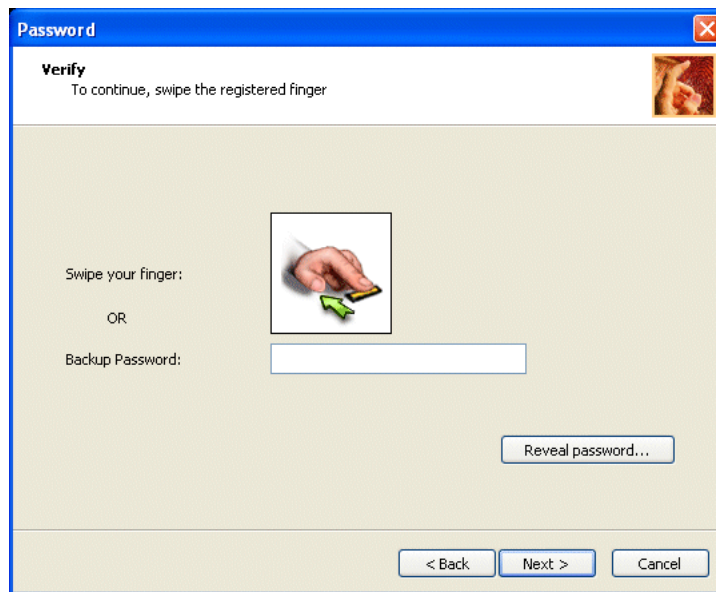 Password
Verify
To continue, swipe the registered finger
Swipe your finger:
OR
Backup Password:
Reveal password...
< Back Next > Cancel